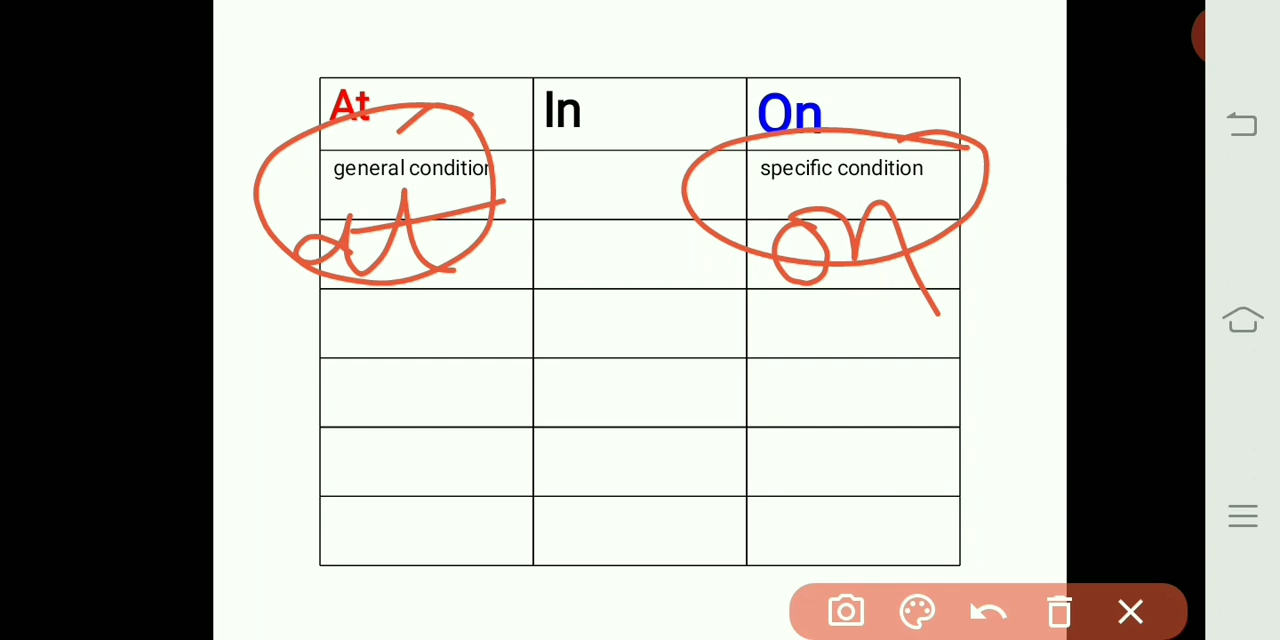 At In On
general condition specific condition
at on